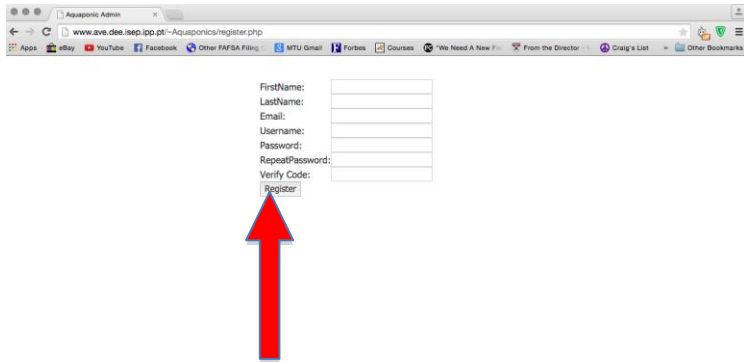 Aquaponic Admin
www.ave.dee.isep.ipp.pt/~Aquaponics/register.php
Apps eBay YouTube Facebook Other FAFSA Filing MTU Gmail Forbes Courses "We Need A New From the Director - Craig's List » Other Bookmarks
FirstName:
LastName:
Email:
Username:
Password:
RepeatPassword:
Verify Code:
Register